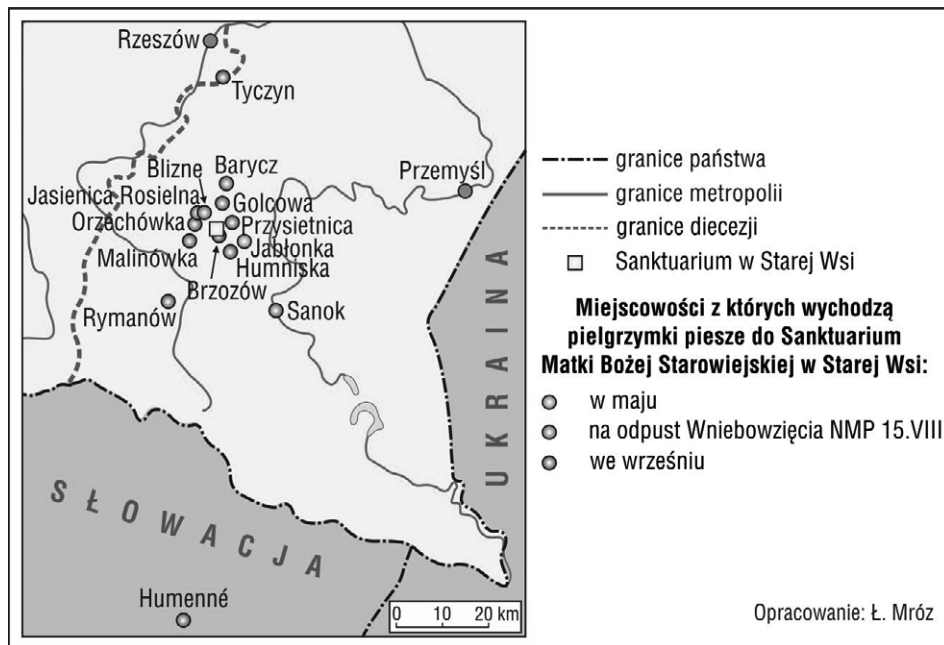 Rzeszów
Tyczyn
Barycz
Blizne
Przemyśl
Jasienica Rosielna
Golcowa
Orzechówka
Przysietnica
Malinówka
Jabłonka
Humniska
Brzozów
Rymanów
Sanok
UKRAINA
SŁOWACJA
Humenné
0 10 20 km
granice państwa
granice metropolii
granice diecezji
Sanktuarium w Starej Wsi
Miejscowości z których wychodzą
pielgrzymki piesze do Sanktuarium
Matki Bożej Starowiejskiej w Starej Wsi:
w maju
na odpust Wniebowzięcia NMP 15.VIII
we wrześniu
Opracowanie: Ł. Mróz